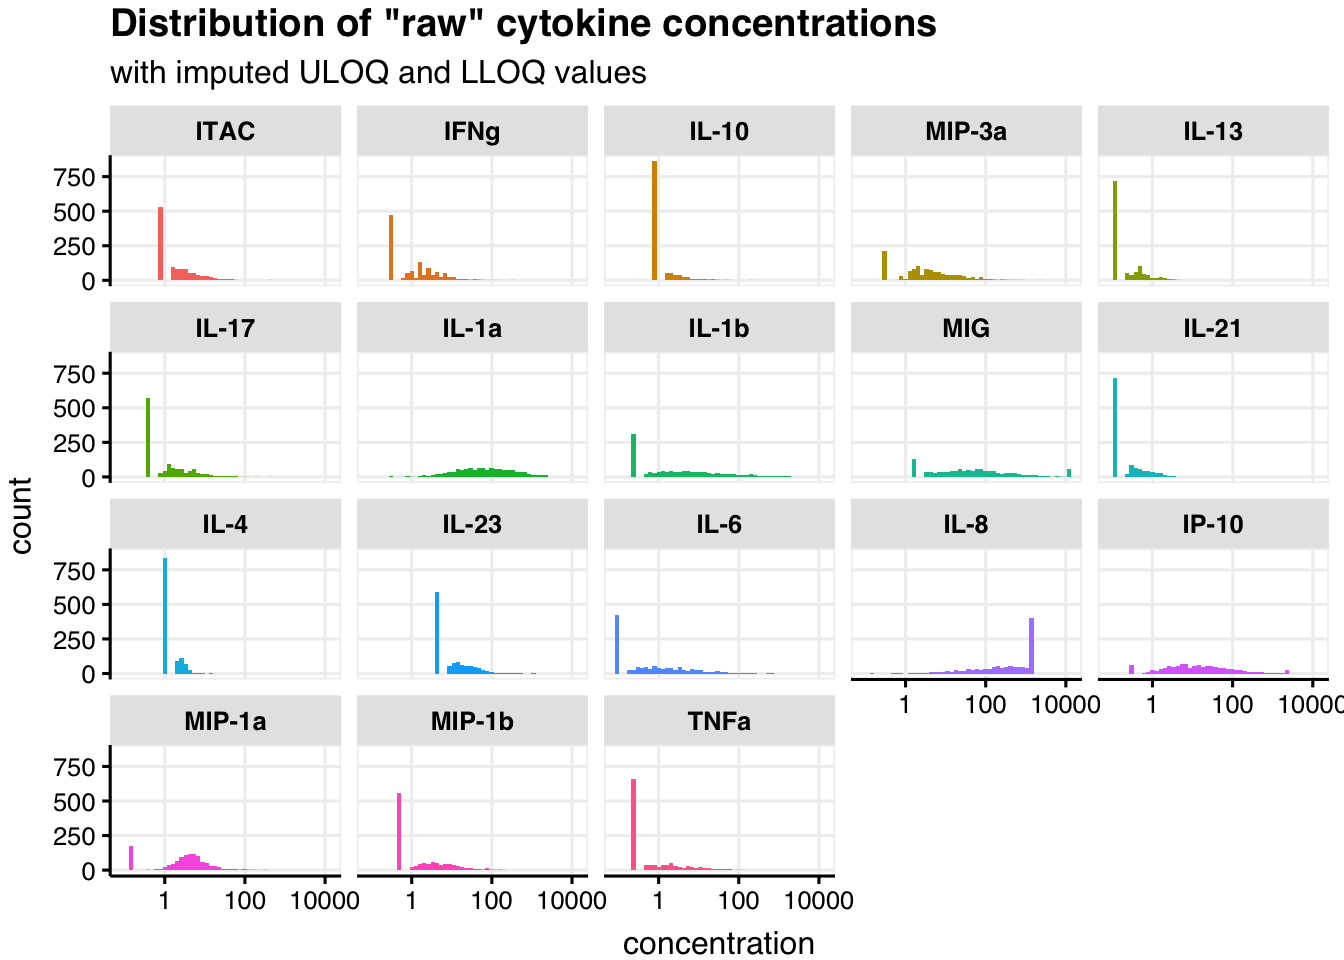 Distribution of "raw" cytokine concentrations
with imputed ULOQ and LLOQ values
ITAC IFNg IL-10 MIP-3a IL-13
750
500
250
0
IL-17 IL-1a IL-1b MIG IL-21
750
500
250
0
count
IL-4 IL-23 IL-6 IL-8 IP-10
750
500
250
0
1 100 10000 1 100 10000
MIP-1a MIP-1b TNFa
750
500
250
0
1 100 10000 1 100 10000 1 100 10000
concentration